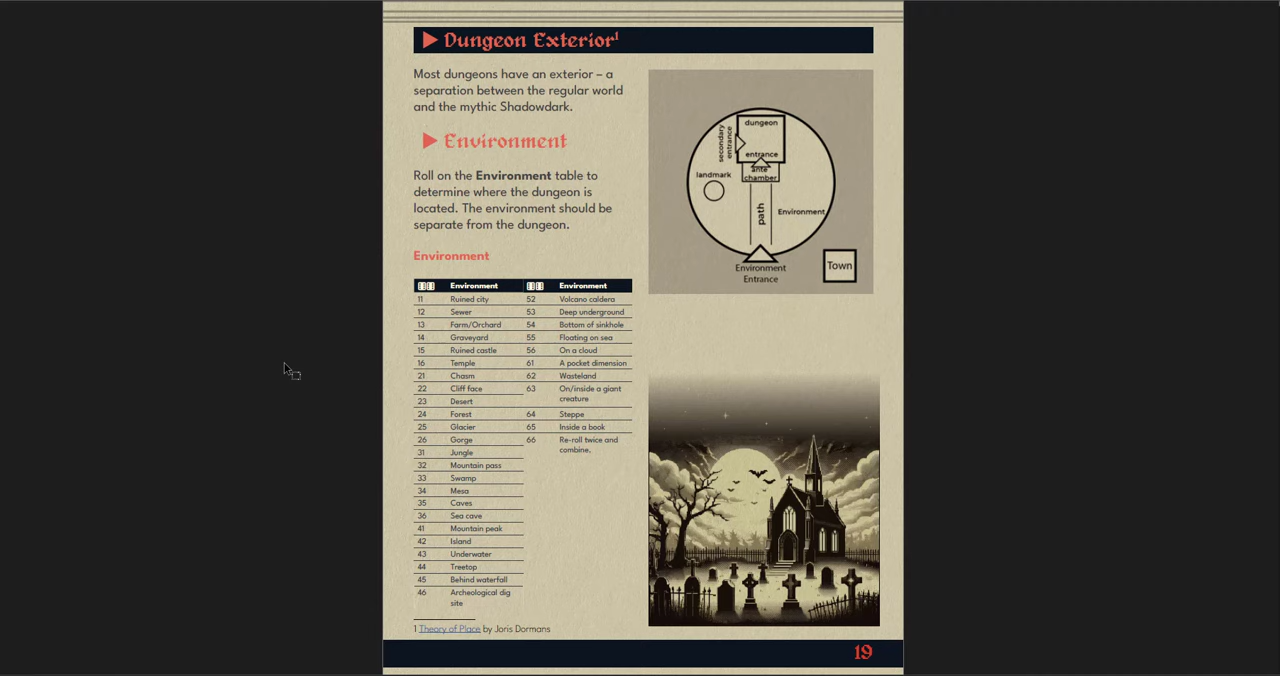 Dungeon Exterior¹
Most dungeons have an exterior – a
separation between the regular world
and the mythic Shadowdark.
Environment
Roll on the Environment table to
determine where the dungeon is
located. The environment should be
separate from the dungeon.
Environment
Environment
11 Ruined city
12 Sewer
13 Farm/Orchard
14 Graveyard
15 Ruined castle
16 Temple
21 Chasm
22 Cliff face
23 Desert
24 Forest
25 Glacier
26 Gorge
31 Jungle
32 Mountain pass
33 Swamp
34 Mesa
35 Caves
36 Sea cave
41 Mountain peak
42 Island
43 Underwater
44 Treetop
45 Behind waterfall
46 Archeological dig
site
Environment
52 Volcano caldera
53 Deep underground
54 Bottom of sinkhole
55 Floating on sea
56 On a cloud
61 A pocket dimension
62 Wasteland
63 On/inside a giant
creature
64 Steppe
65 Inside a book
66 Re-roll twice and
combine.
1 Theory of Place by Joris Dormans
dungeon
secondary
entrance
entrance
ante
chamber
landmark
path
Environment
Environment
Entrance
Town
19